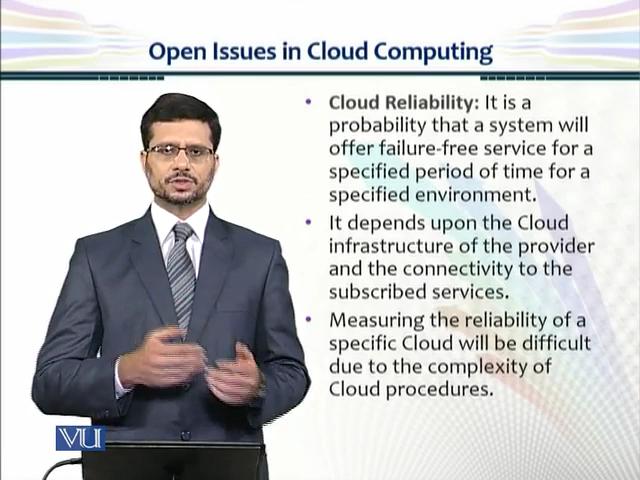 Open Issues in Cloud Computing
• Cloud Reliability: It is a
probability that a system will
offer failure-free service for a
specified period of time for a
specified environment.
• It depends upon the Cloud
infrastructure of the provider
and the connectivity to the
subscribed services.
• Measuring the reliability of a
specific Cloud will be difficult
due to the complexity of
Cloud procedures.
VU